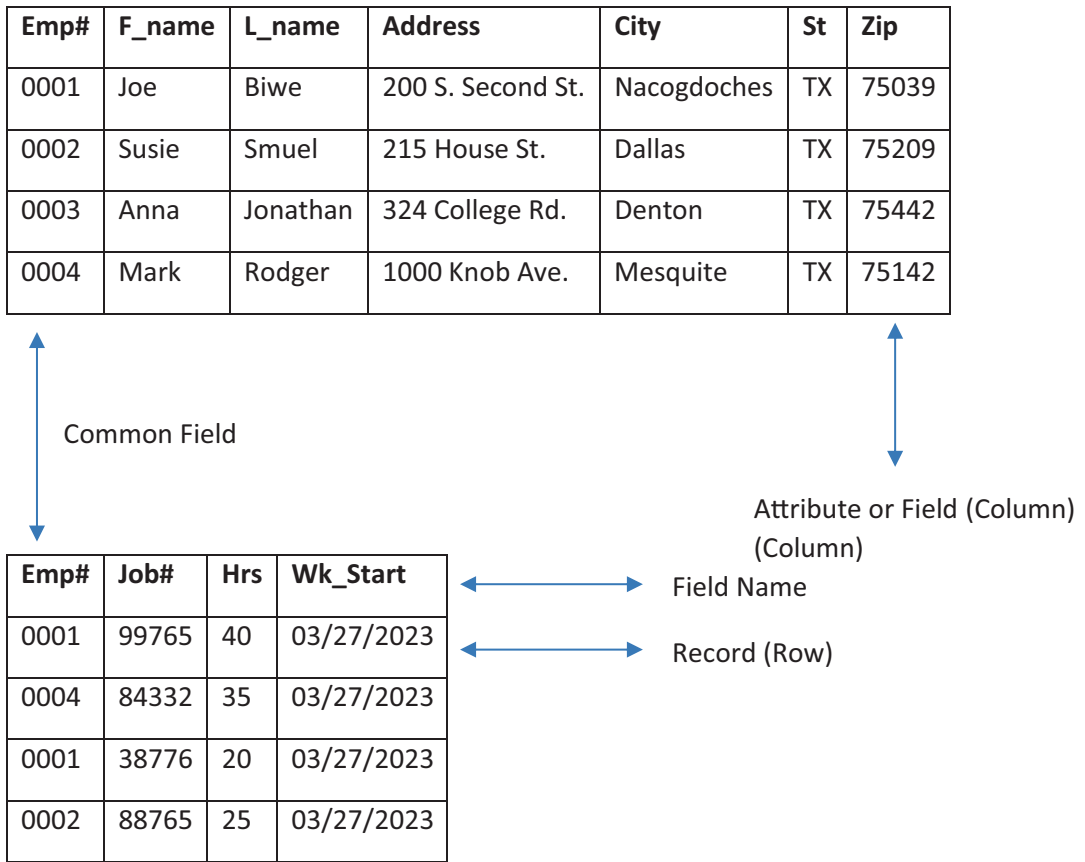 Emp# F_name L_name Address City St Zip
0001 Joe Biwe 200 S. Second St. Nacogdoches TX 75039
0002 Susie Smuel 215 House St. Dallas TX 75209
0003 Anna Jonathan 324 College Rd. Denton TX 75442
0004 Mark Rodger 1000 Knob Ave. Mesquite TX 75142
Common Field
Attribute or Field (Column)
(Column)
Emp# Job# Hrs Wk_Start
Field Name
0001 99765 40 03/27/2023
Record (Row)
0004 84332 35 03/27/2023
0001 38776 20 03/27/2023
0002 88765 25 03/27/2023